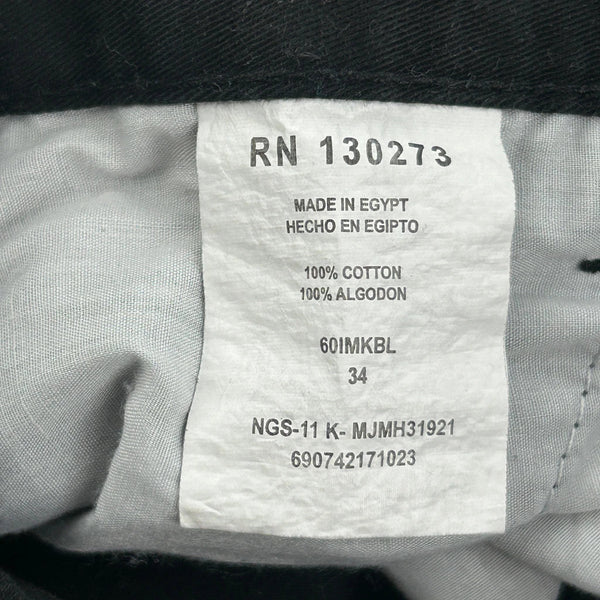 RN 130273
MADE IN EGYPT
HECHO EN EGIPTO
100% COTTON
100% ALGODON
60IMKBL
34
NGS-11 K- MJMH31921
690742171023